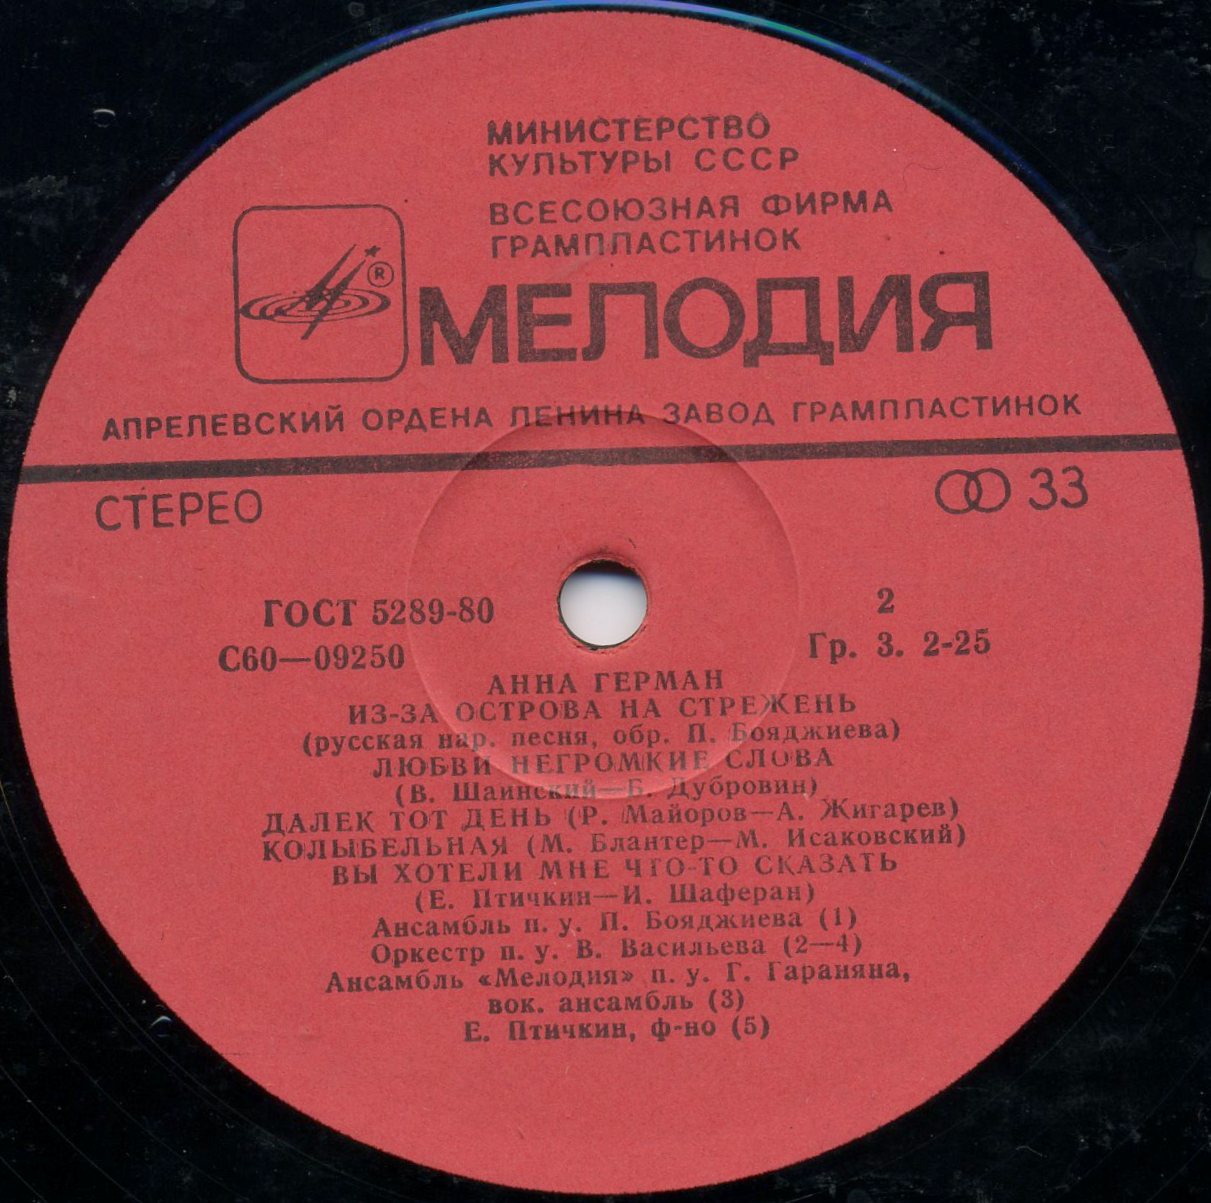 МИНИСТЕРСТВО
КУЛЬТУРЫ СССР
ВСЕСОЮЗНАЯ ФИРМА
ГРАМПЛАСТИНОК
®
МЕЛОДИЯ
АПРЕЛЕВСКИЙ ОРДЕНА ЛЕНИНА ЗАВОД ГРАМПЛАСТИНОК
СТЕРЕО
33
ГОСТ 5289-80
2
С60—09250
Гр. 3. 2-25
АННА ГЕРМАН
ИЗ-ЗА ОСТРОВА НА СТРЕЖЕНЬ
(русская нар. песня, обр. П. Бояджиева)
ЛЮБВИ НЕГРОМКИЕ СЛОВА
(В. Шаинский—Б. Дубровин)
ДАЛЕК ТОТ ДЕНЬ (Р. Майоров—А. Жигарев)
КОЛЫБЕЛЬНАЯ (М. Блантер—М. Исаковский)
ВЫ ХОТЕЛИ МНЕ ЧТО-ТО СКАЗАТЬ
(Е. Птичкин—И. Шаферан)
Ансамбль п. у. П. Бояджиева (1)
Оркестр п. у. В. Васильева (2—4)
Ансамбль «Мелодия» п. у. Г. Гараняна,
вок. ансамбль (3)
Е. Птичкин, ф-но (5)